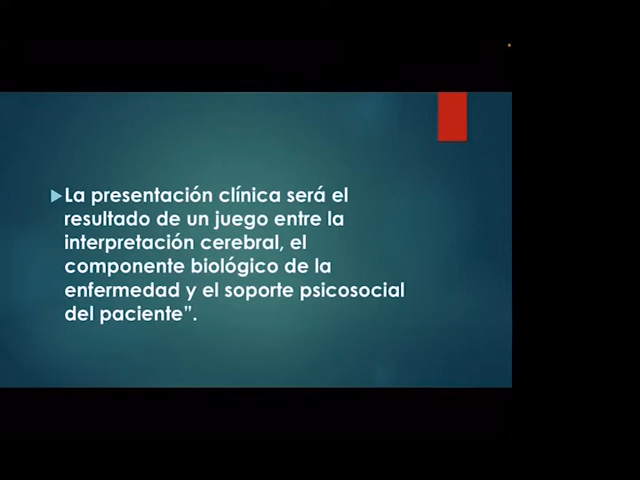 La presentación clínica será el
resultado de un juego entre la
interpretación cerebral, el
componente biológico de la
enfermedad y el soporte psicosocial
del paciente”.